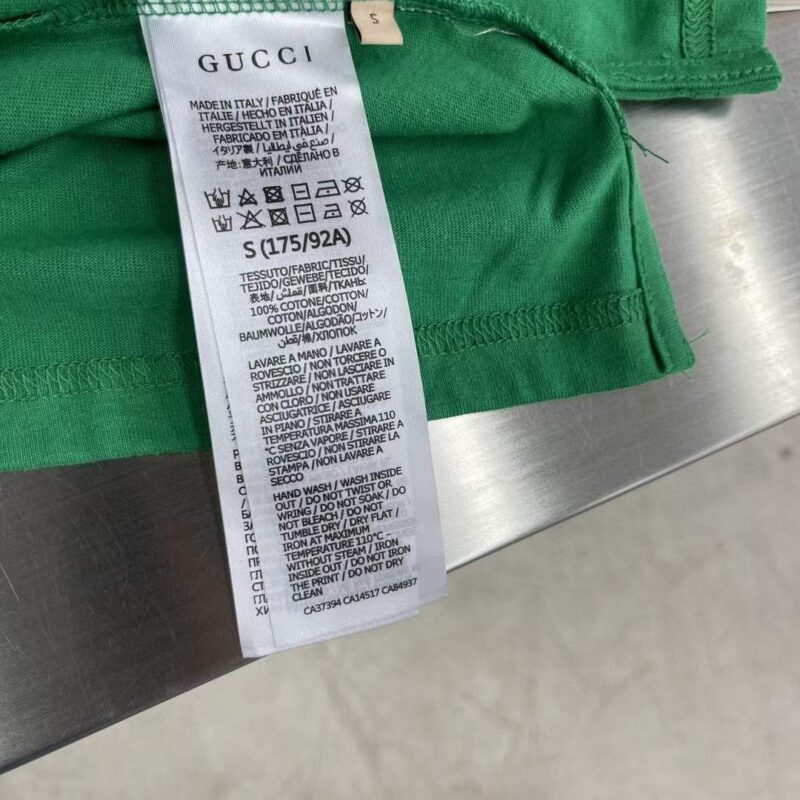 S
GUCCI
MADE IN ITALY / FABRIQUÉ EN
ITALIE / HECHO EN ITALIA /
HERGESTELLT IN ITALIEN /
FABRICADO EM ITÁLIA /
イタリア製 / صنع في إيطاليا /
产地: 意大利 / СДЕЛАНО В
ИТАЛИИ
S (175/92A)
TESSUTO/FABRIC/TISSU/
TEJIDO/GEWEBE/TECIDO/
表地/قماش/面料/ТКАНЬ:
100% COTONE/COTTON/
COTON/ALGODON/
BAUMWOLLE/ALGODÃO/コットン/
قطن/棉/ХЛОПОК
LAVARE A MANO / LAVARE A
ROVESCIO / NON TORCERE O
STRIZZARE / NON LASCIARE IN
AMMOLLO / NON TRATTARE
CON CLORO / NON USARE
ASCIUGATRICE / ASCIUGARE
IN PIANO / STIRARE A
TEMPERATURA MASSIMA 110
°C SENZA VAPORE / STIRARE A
ROVESCIO / NON STIRARE LA
STAMPA / NON LAVARE A
SECCO
HAND WASH / WASH INSIDE
OUT / DO NOT TWIST OR
WRING / DO NOT SOAK / DO
NOT BLEACH / DO NOT
TUMBLE DRY / DRY FLAT /
IRON AT MAXIMUM
TEMPERATURE 110°C
WITHOUT STEAM / IRON
INSIDE OUT / DO NOT IRON
THE PRINT / DO NOT DRY
CLEAN
CA37394 CA14517 CA84937